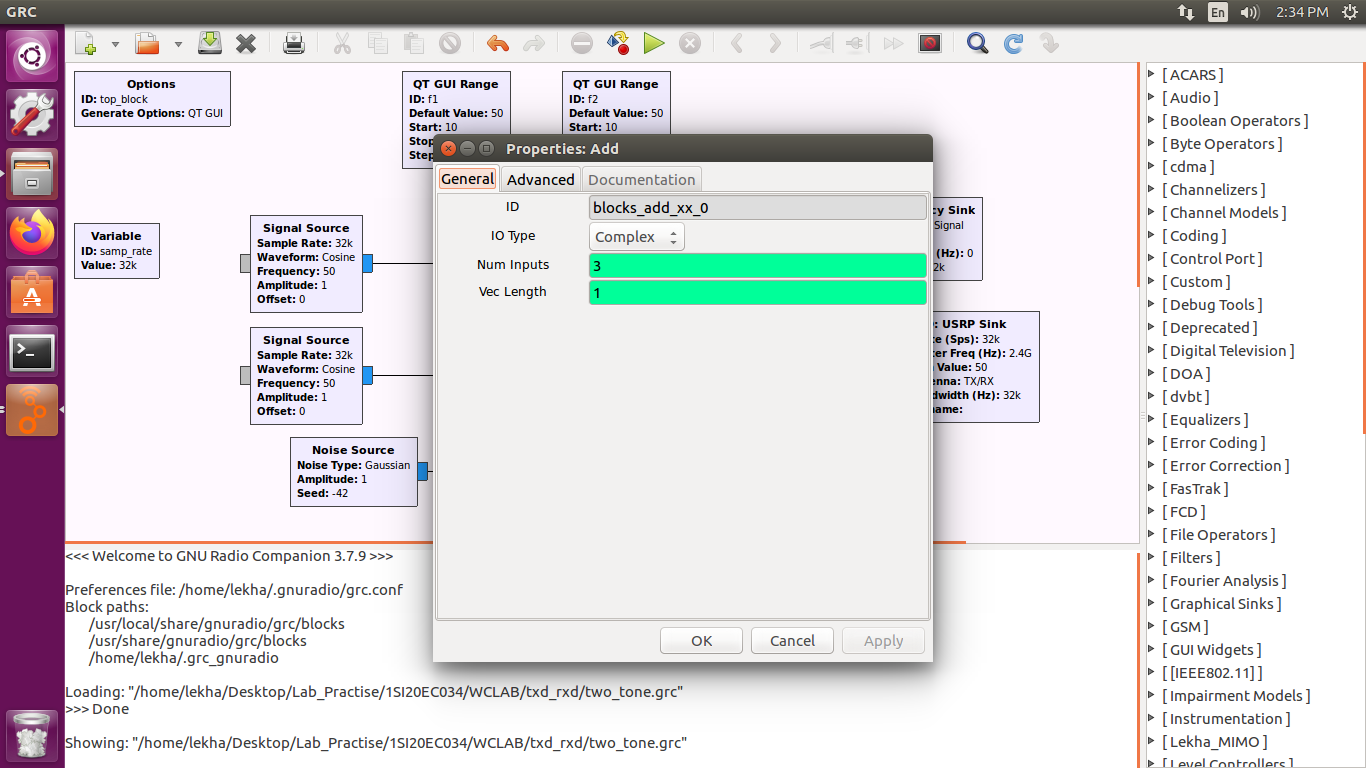 GRC
En
2:34 PM
Options
ID: top_block
Generate Options: QT GUI
QT GUI Range
ID: f1
Default Value: 50
Start: 10
Stop
Step
QT GUI Range
ID: f2
Default Value: 50
Start: 10
Variable
ID: samp_rate
Value: 32k
Signal Source
Sample Rate: 32k
Waveform: Cosine
Frequency: 50
Amplitude: 1
Offset: 0
Signal Source
Sample Rate: 32k
Waveform: Cosine
Frequency: 50
Amplitude: 1
Offset: 0
Noise Source
Noise Type: Gaussian
Amplitude: 1
Seed: -42
cy Sink
Signal
(Hz): 0
2k
: USRP Sink
e (Sps): 32k
ter Freq (Hz): 2.4G
n Value: 50
enna: TX/RX
dwidth (Hz): 32k
name:
Properties: Add
General
Advanced
Documentation
ID
blocks_add_xx_0
IO Type
Complex
Num Inputs
3
Vec Length
1
OK
Cancel
Apply
<<< Welcome to GNU Radio Companion 3.7.9 >>>
Preferences file: /home/lekha/.gnuradio/grc.conf
Block paths:
/usr/local/share/gnuradio/grc/blocks
/usr/share/gnuradio/grc/blocks
/home/lekha/.grc_gnuradio
Loading: "/home/lekha/Desktop/Lab_Practise/1SI20EC034/WCLAB/txd_rxd/two_tone.grc"
>>> Done
Showing: "/home/lekha/Desktop/Lab_Practise/1SI20EC034/WCLAB/txd_rxd/two_tone.grc"
[ ACARS ]
[ Audio ]
[ Boolean Operators ]
[ Byte Operators ]
[ cdma ]
[ Channelizers ]
[ Channel Models ]
[ Coding ]
[ Control Port ]
[ Custom ]
[ Debug Tools ]
[ Deprecated ]
[ Digital Television ]
[ DOA ]
[ dvbt ]
[ Equalizers ]
[ Error Coding ]
[ Error Correction ]
[ FasTrak ]
[ FCD ]
[ File Operators ]
[ Filters ]
[ Fourier Analysis ]
[ Graphical Sinks ]
[ GSM ]
[ GUI Widgets ]
[ [IEEE802.11] ]
[ Impairment Models ]
[ Instrumentation ]
[ Lekha_MIMO ]
[ Level Controllers ]